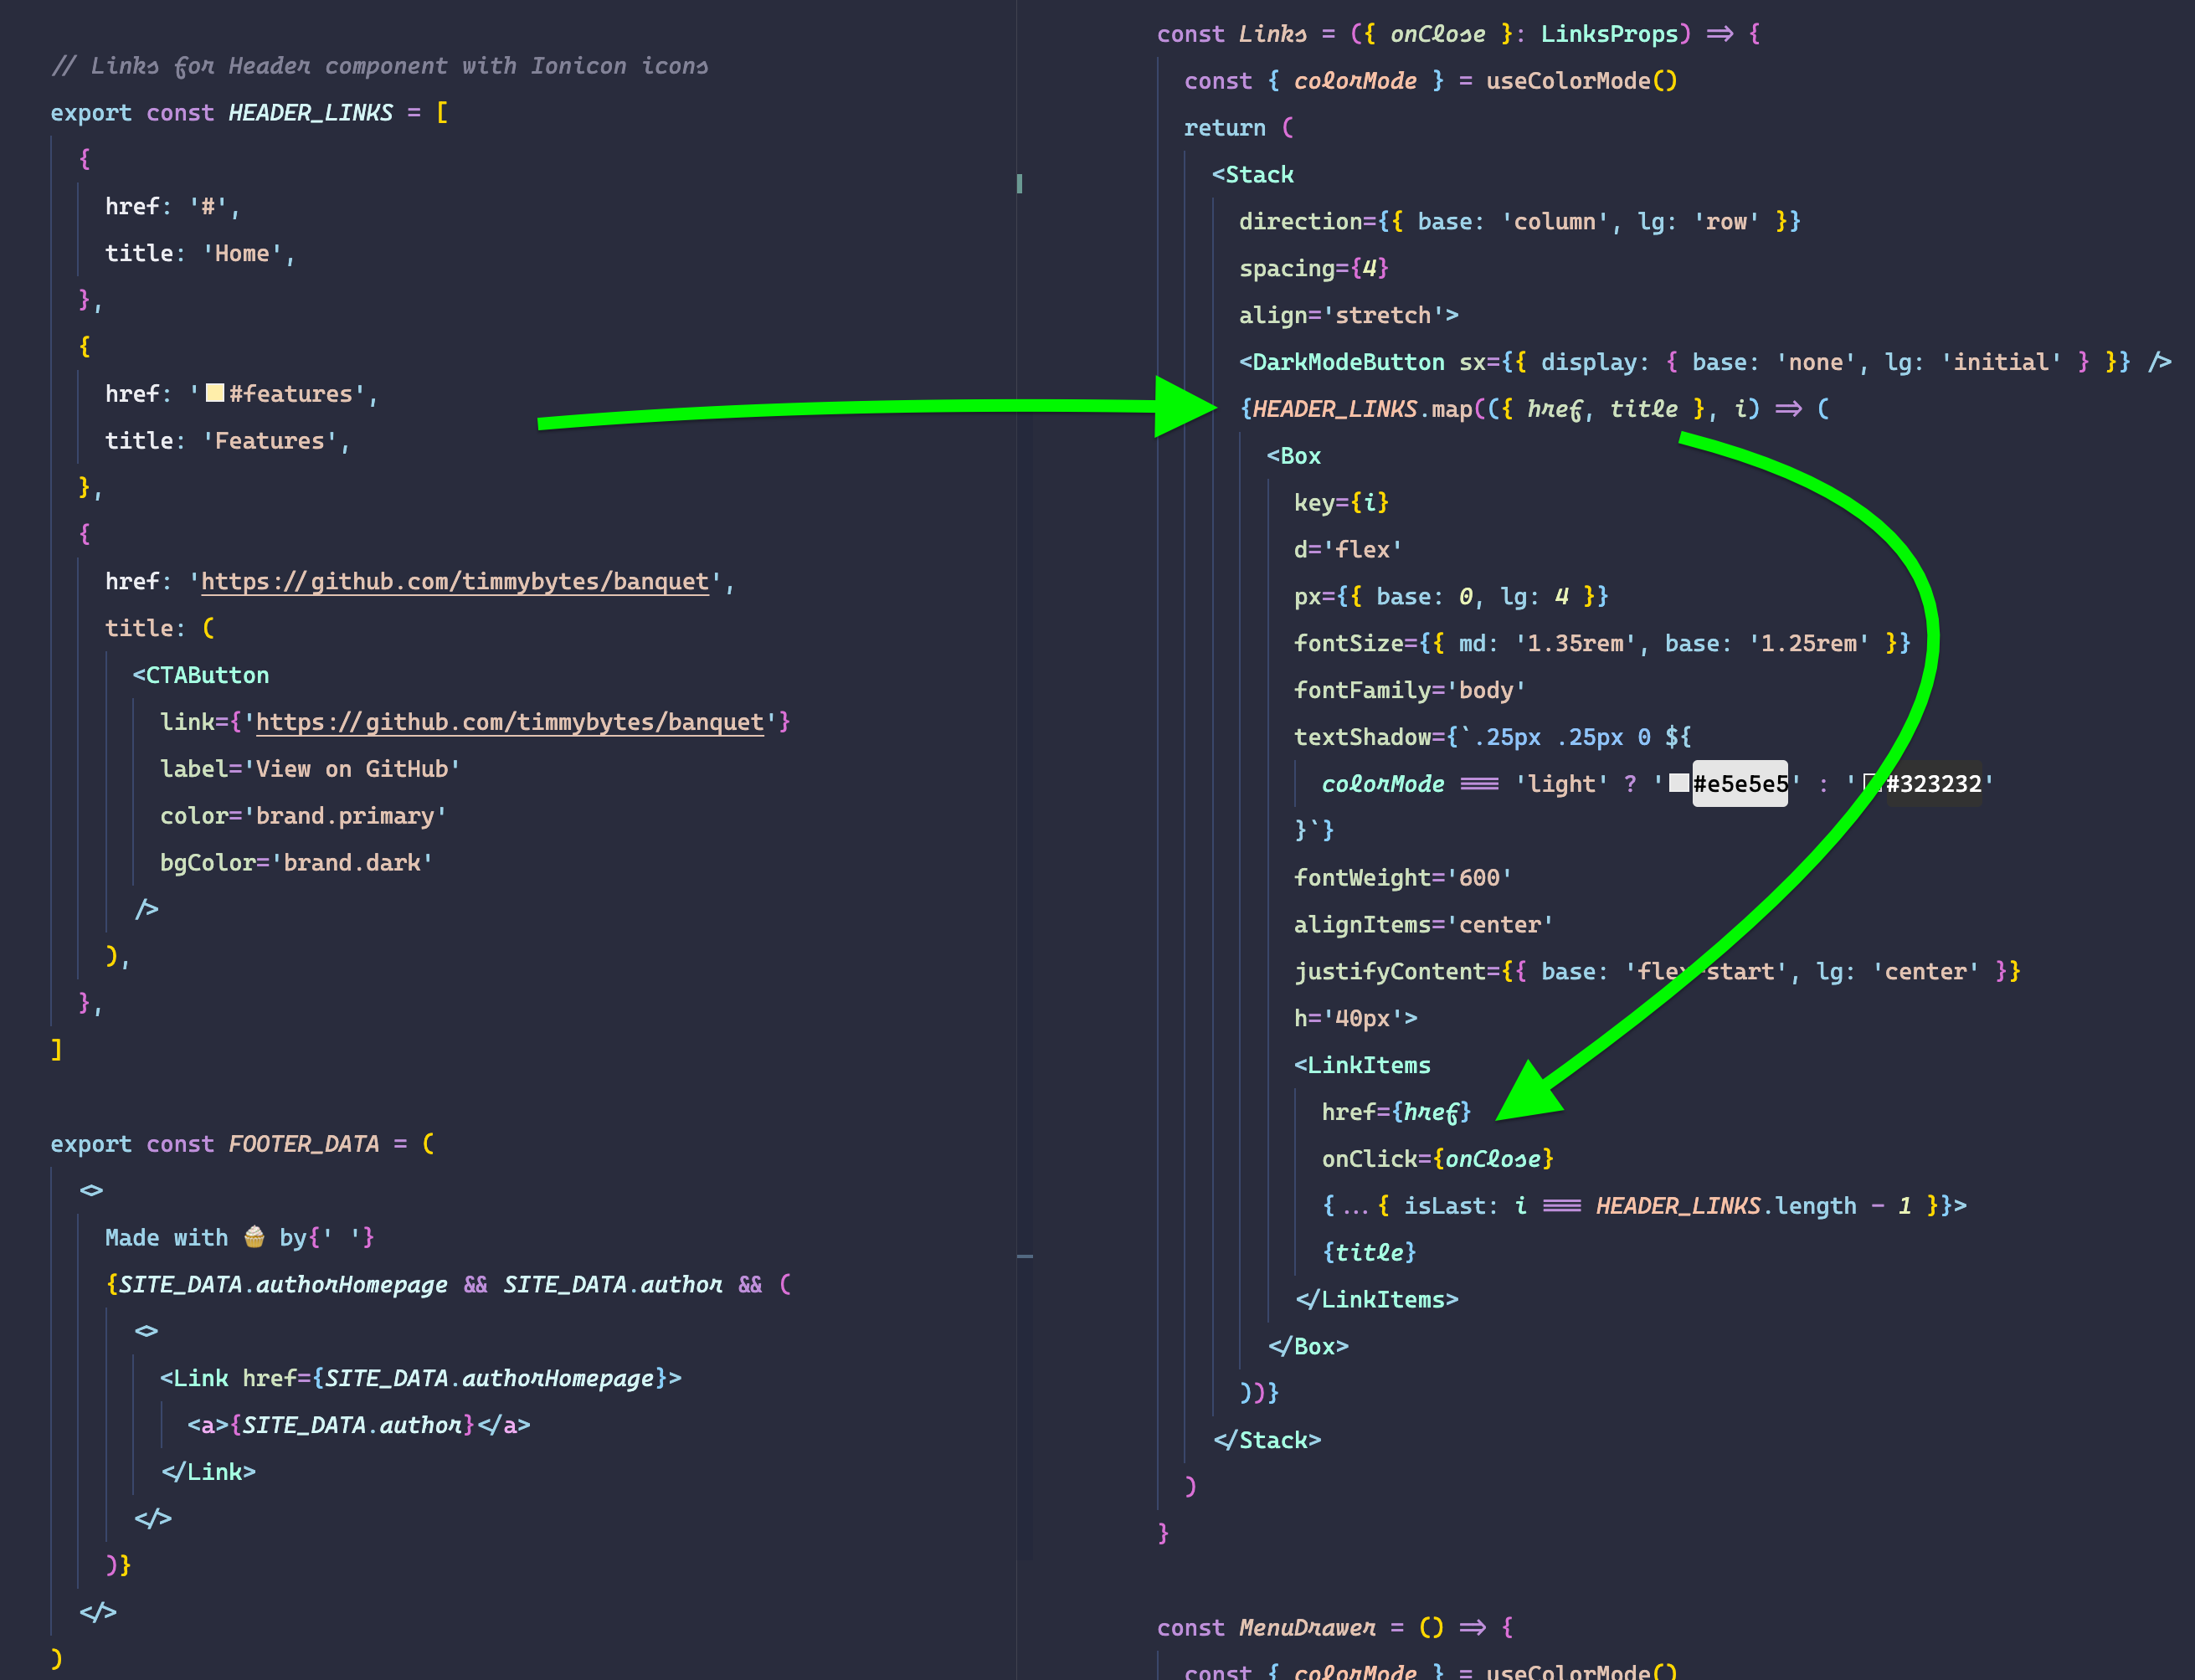 // Links for Header component with Ionicon icons
export const HEADER_LINKS = [
{
href: '#',
title: 'Home',
},
{
href: '#features',
title: 'Features',
},
{
href: 'https://github.com/timmybytes/banquet',
title: (
<CTAButton
link={'https://github.com/timmybytes/banquet'}
label='View on GitHub'
color='brand.primary'
bgColor='brand.dark'
/>
),
},
]
export const FOOTER_DATA = (
<>
Made with 🧁 by{' '}
{SITE_DATA.authorHomepage && SITE_DATA.author && (
<>
<Link href={SITE_DATA.authorHomepage}>
<a>{SITE_DATA.author}</a>
</Link>
</>
)}
</>
)
const Links = ({ onClose }: LinksProps) => {
const { colorMode } = useColorMode()
return (
<Stack
direction={{ base: 'column', lg: 'row' }}
spacing={4}
align='stretch'>
<DarkModeButton sx={{ display: { base: 'none', lg: 'initial' } }} />
{HEADER_LINKS.map(({ href, title }, i) => (
<Box
key={i}
d='flex'
px={{ base: 0, lg: 4 }}
fontSize={{ md: '1.35rem', base: '1.25rem' }}
fontFamily='body'
textShadow={`.25px .25px 0 ${
colorMode === 'light' ? '#e5e5e5' : '#323232'
}`}
fontWeight='600'
alignItems='center'
justifyContent={{ base: 'flex-start', lg: 'center' }}
h='40px'>
<LinkItems
href={href}
onClick={onClose}
{...{ isLast: i === HEADER_LINKS.length - 1 }}>
{title}
</LinkItems>
</Box>
))}
</Stack>
)
}
const MenuDrawer = () => {
const { colorMode } = useColorMode()